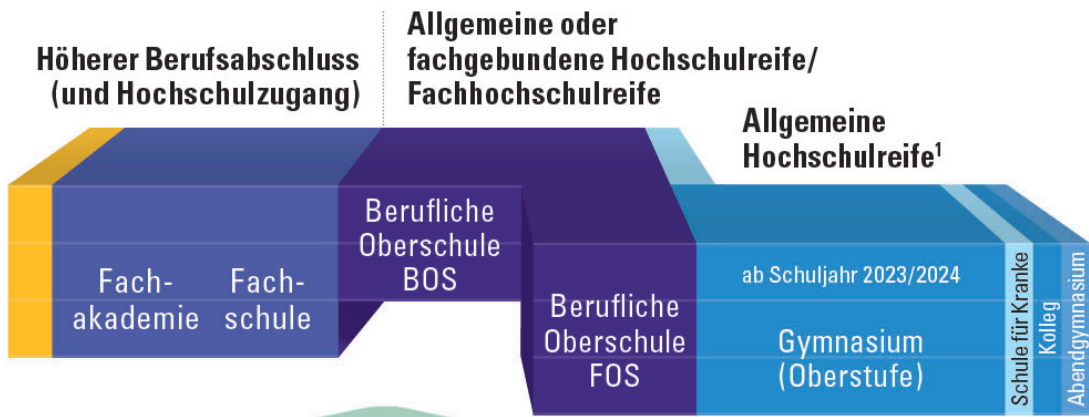 Höherer Berufsabschluss
(und Hochschulzugang)
Allgemeine oder
fachgebundene Hochschulreife/
Fachhochschulreife
Allgemeine
Hochschulreife¹
Fach-
akademie
Fach-
schule
Berufliche
Oberschule
BOS
Berufliche
Oberschule
FOS
ab Schuljahr 2023/2024
Gymnasium
(Oberstufe)
Schule für Kranke
Kolleg
Abendgymnasium